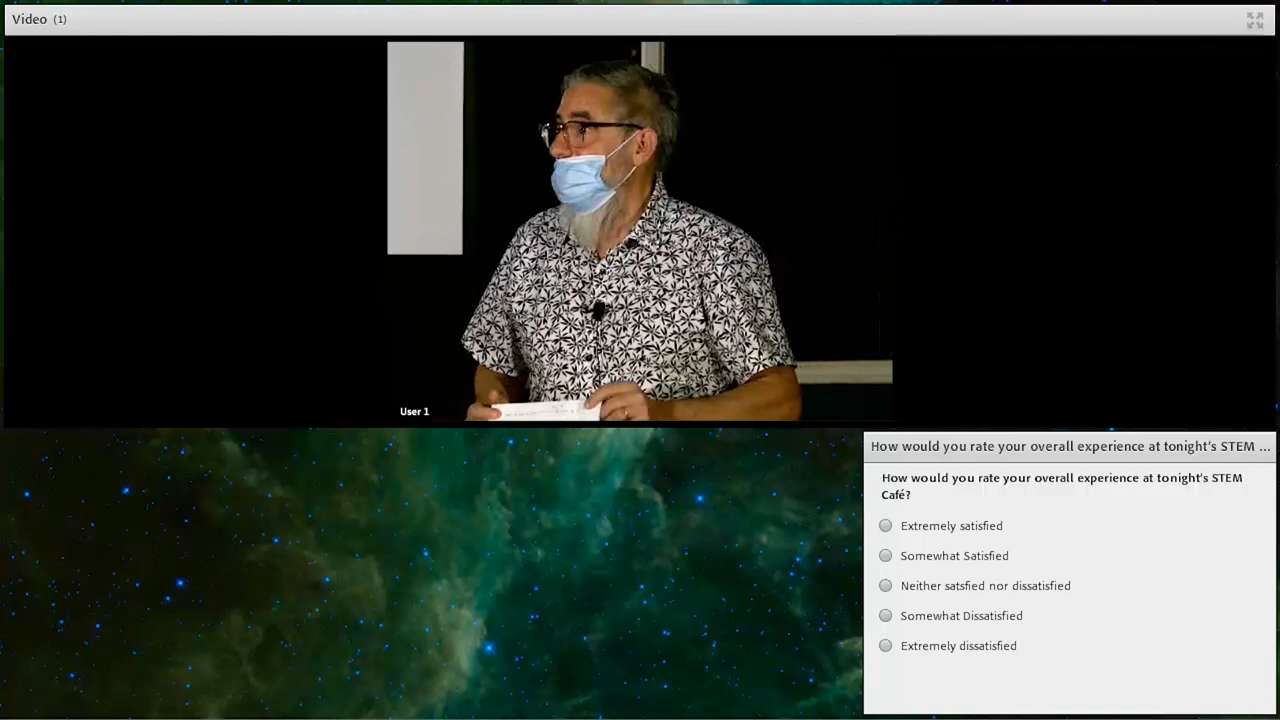 Video (1)
User 1
How would you rate your overall experience at tonight's STEM ...
How would you rate your overall experience at tonight's STEM
Café?
Extremely satisfied
Somewhat Satisfied
Neither satsfied nor dissatisfied
Somewhat Dissatisfied
Extremely dissatisfied